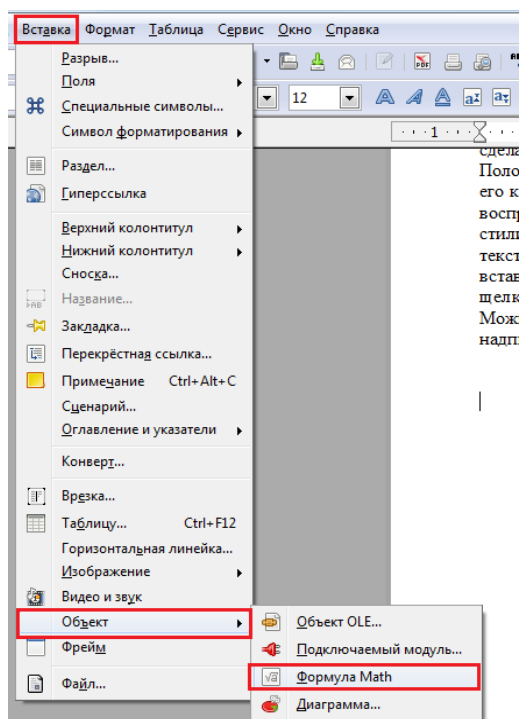 Вставка Формат Таблица Сервис Окно Справка
Разрыв...
Поля
Специальные символы...
Символ форматирования
Раздел...
Гиперссылка
Верхний колонтитул
Нижний колонтитул
Сноска...
Название...
Закладка...
Перекрёстная ссылка...
Примечание Ctrl+Alt+C
Сценарий...
Оглавление и указатели
Конверт...
Врезка...
Таблицу... Ctrl+F12
Горизонтальная линейка...
Изображение
Видео и звук
Объект
Фрейм
Файл...
Объект OLE...
Подключаемый модуль...
Формула Math
Диаграмма...
12
1
его к